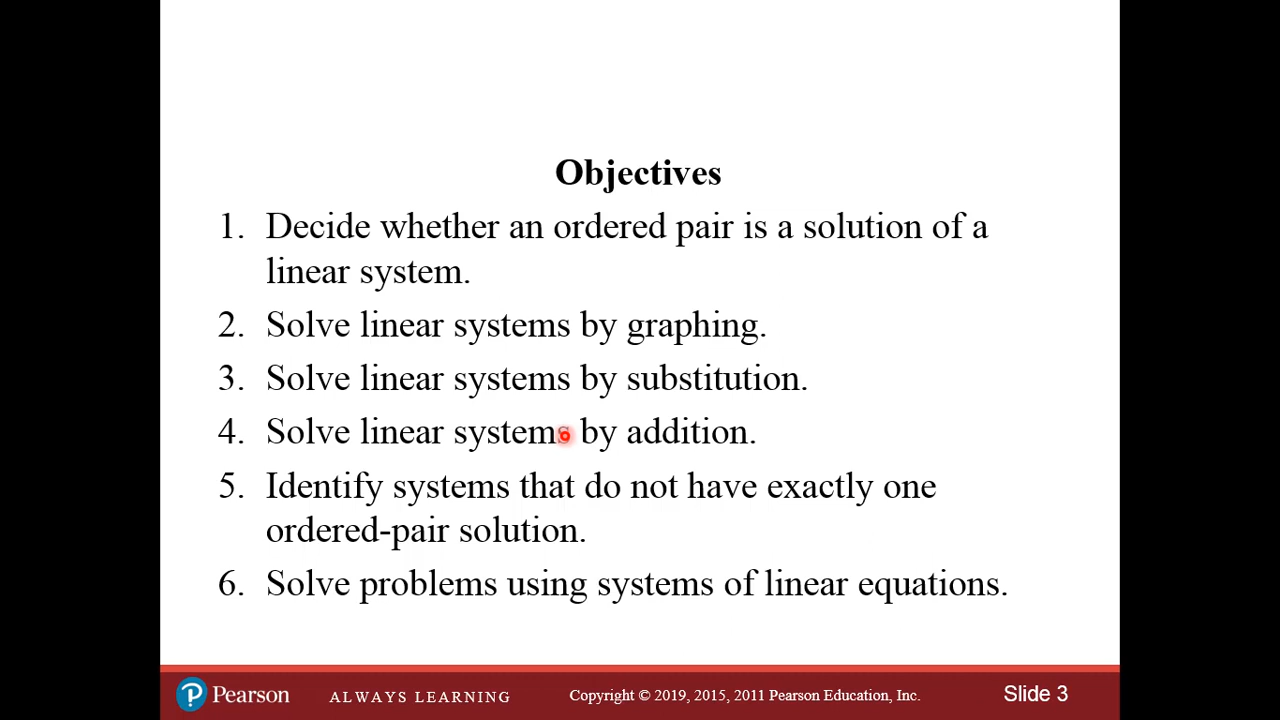 Objectives
1. Decide whether an ordered pair is a solution of a
linear system.
2. Solve linear systems by graphing.
3. Solve linear systems by substitution.
4. Solve linear systems by addition.
5. Identify systems that do not have exactly one
ordered-pair solution.
6. Solve problems using systems of linear equations.
P Pearson ALWAYS LEARNING Copyright © 2019, 2015, 2011 Pearson Education, Inc. Slide 3